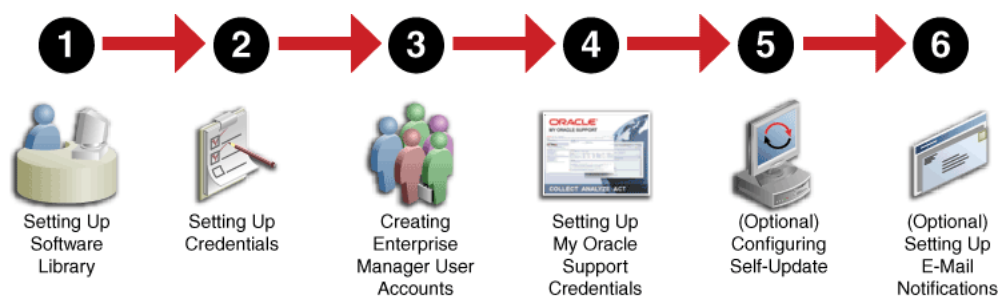 1
2
3
4
5
6
Setting Up
Software
Library
Setting Up
Credentials
Creating
Enterprise
Manager User
Accounts
ORACLE
MY ORACLE SUPPORT
COLLECT ANALYZE ACT
Setting Up
My Oracle
Support
Credentials
(Optional)
Configuring
Self-Update
(Optional)
Setting Up
E-Mail
Notifications